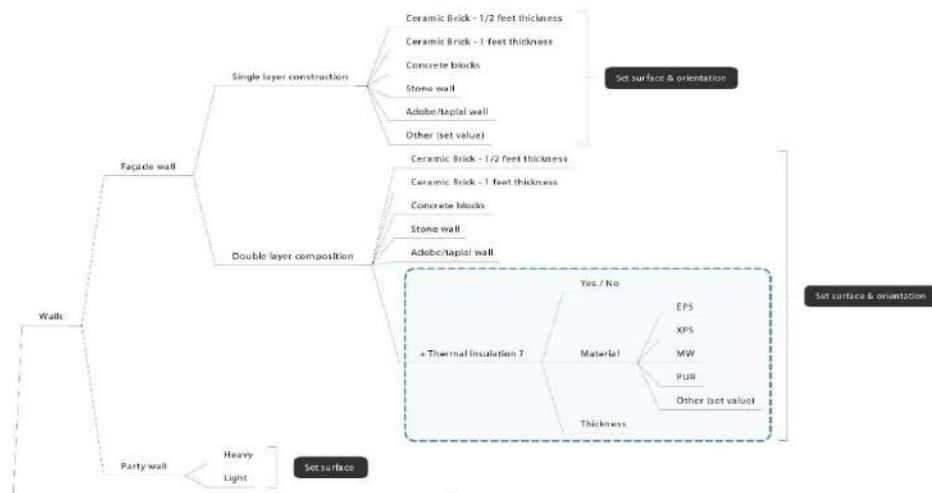 Ceramic Brick - 1/2 feet thickness
Ceramic Brick - 1 feet thickness
Concrete blocks
Single layer construction
Set surface & orientation
Stone wall
Adobe/tapial wall
Other (set value)
Façade wall
Ceramic Brick - 1/2 feet thickness
Ceramic Brick - 1 feet thickness
Concrete blocks
Stone wall
Double layer composition
Adobe/tapial wall
Yes / No
Set surface & orientation
EPS
Walls
XPS
+ Thermal insulation ?
Material
MW
PUR
Other (set value)
Thickness
Party wall
Heavy
Set surface
Light